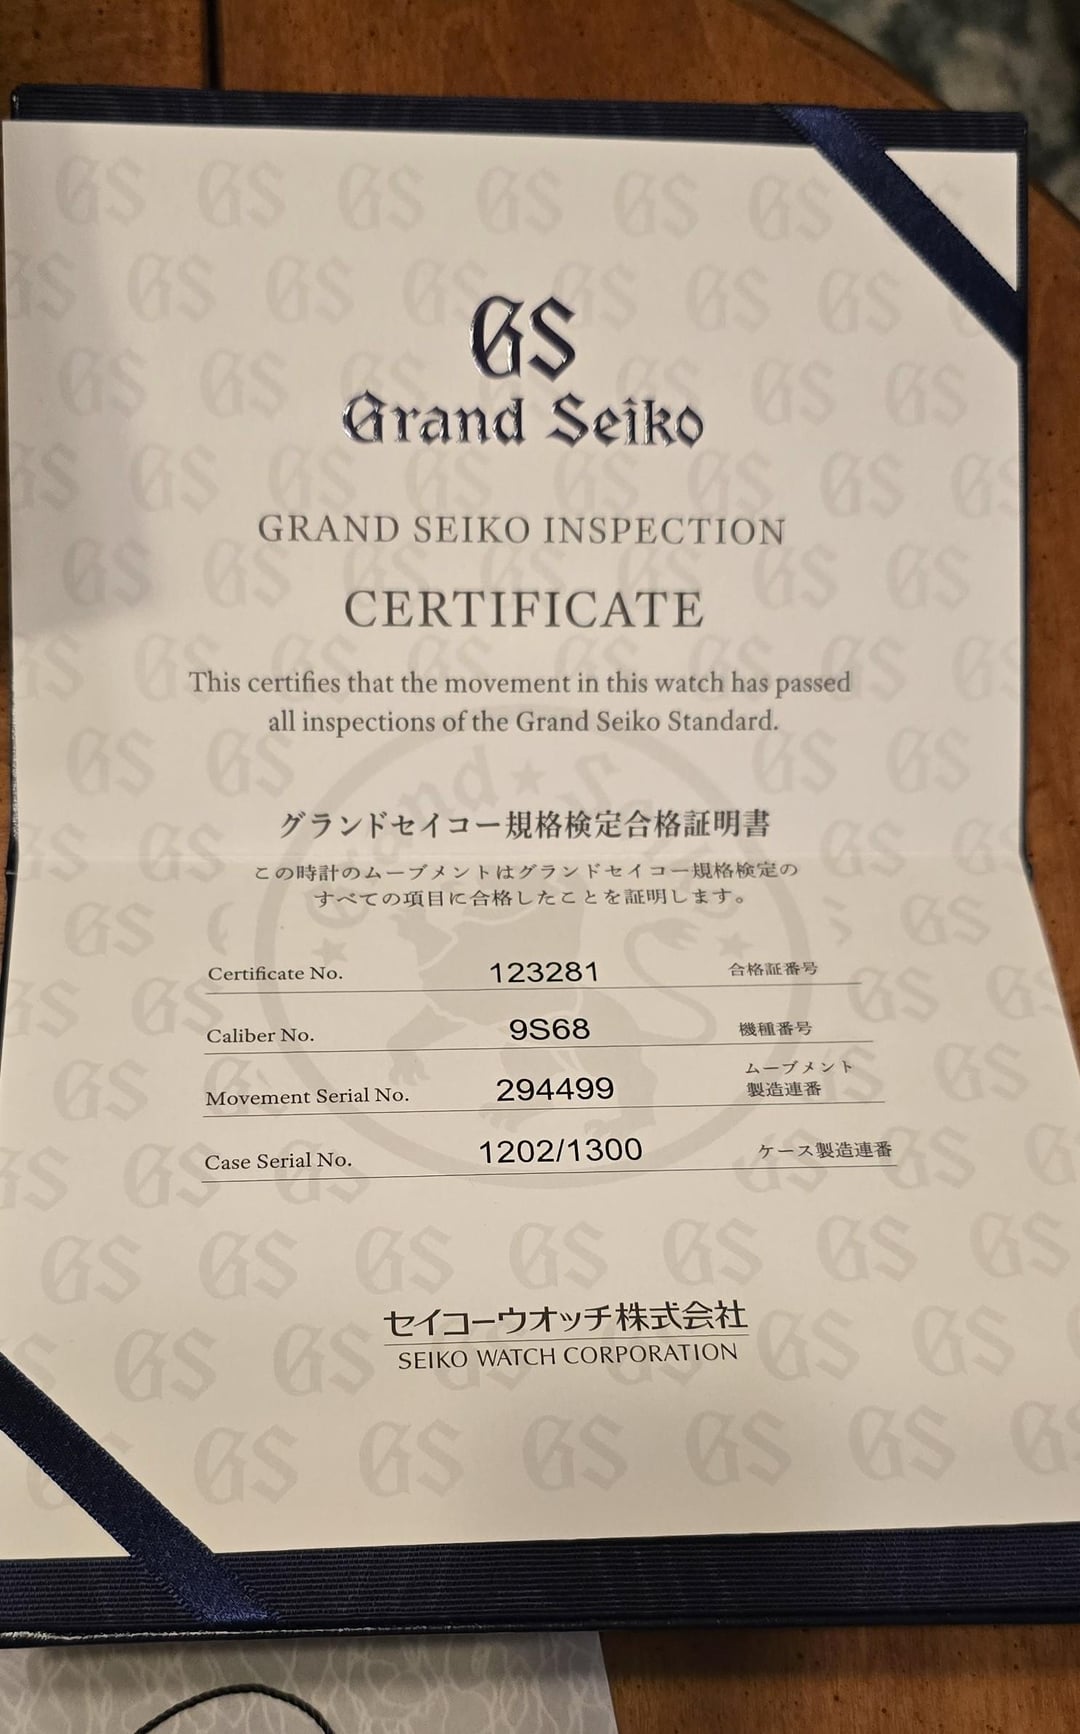 GS
Grand Seiko
GRAND SEIKO INSPECTION
CERTIFICATE
This certifies that the movement in this watch has passed
all inspections of the Grand Seiko Standard.
グランドセイコー規格検定合格証明書
この時計のムーブメントはグランドセイコー規格検定の
すべての項目に合格したことを証明します。
Certificate No. 123281 合格証番号
Caliber No. 9S68 機種番号
Movement Serial No. 294499 ムーブメント
製造連番
Case Serial No. 1202/1300 ケース製造連番
セイコーウオッチ株式会社
SEIKO WATCH CORPORATION